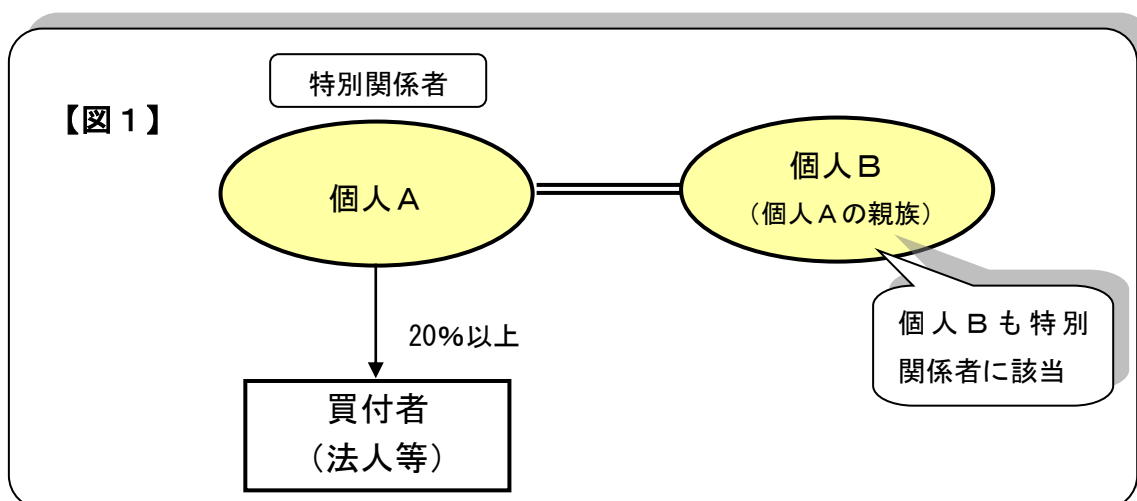 特別関係者
【図１】
個人Ａ
個人Ｂ
（個人Ａの親族）
20%以上
個人Ｂも特別
関係者に該当
買付者
（法人等）